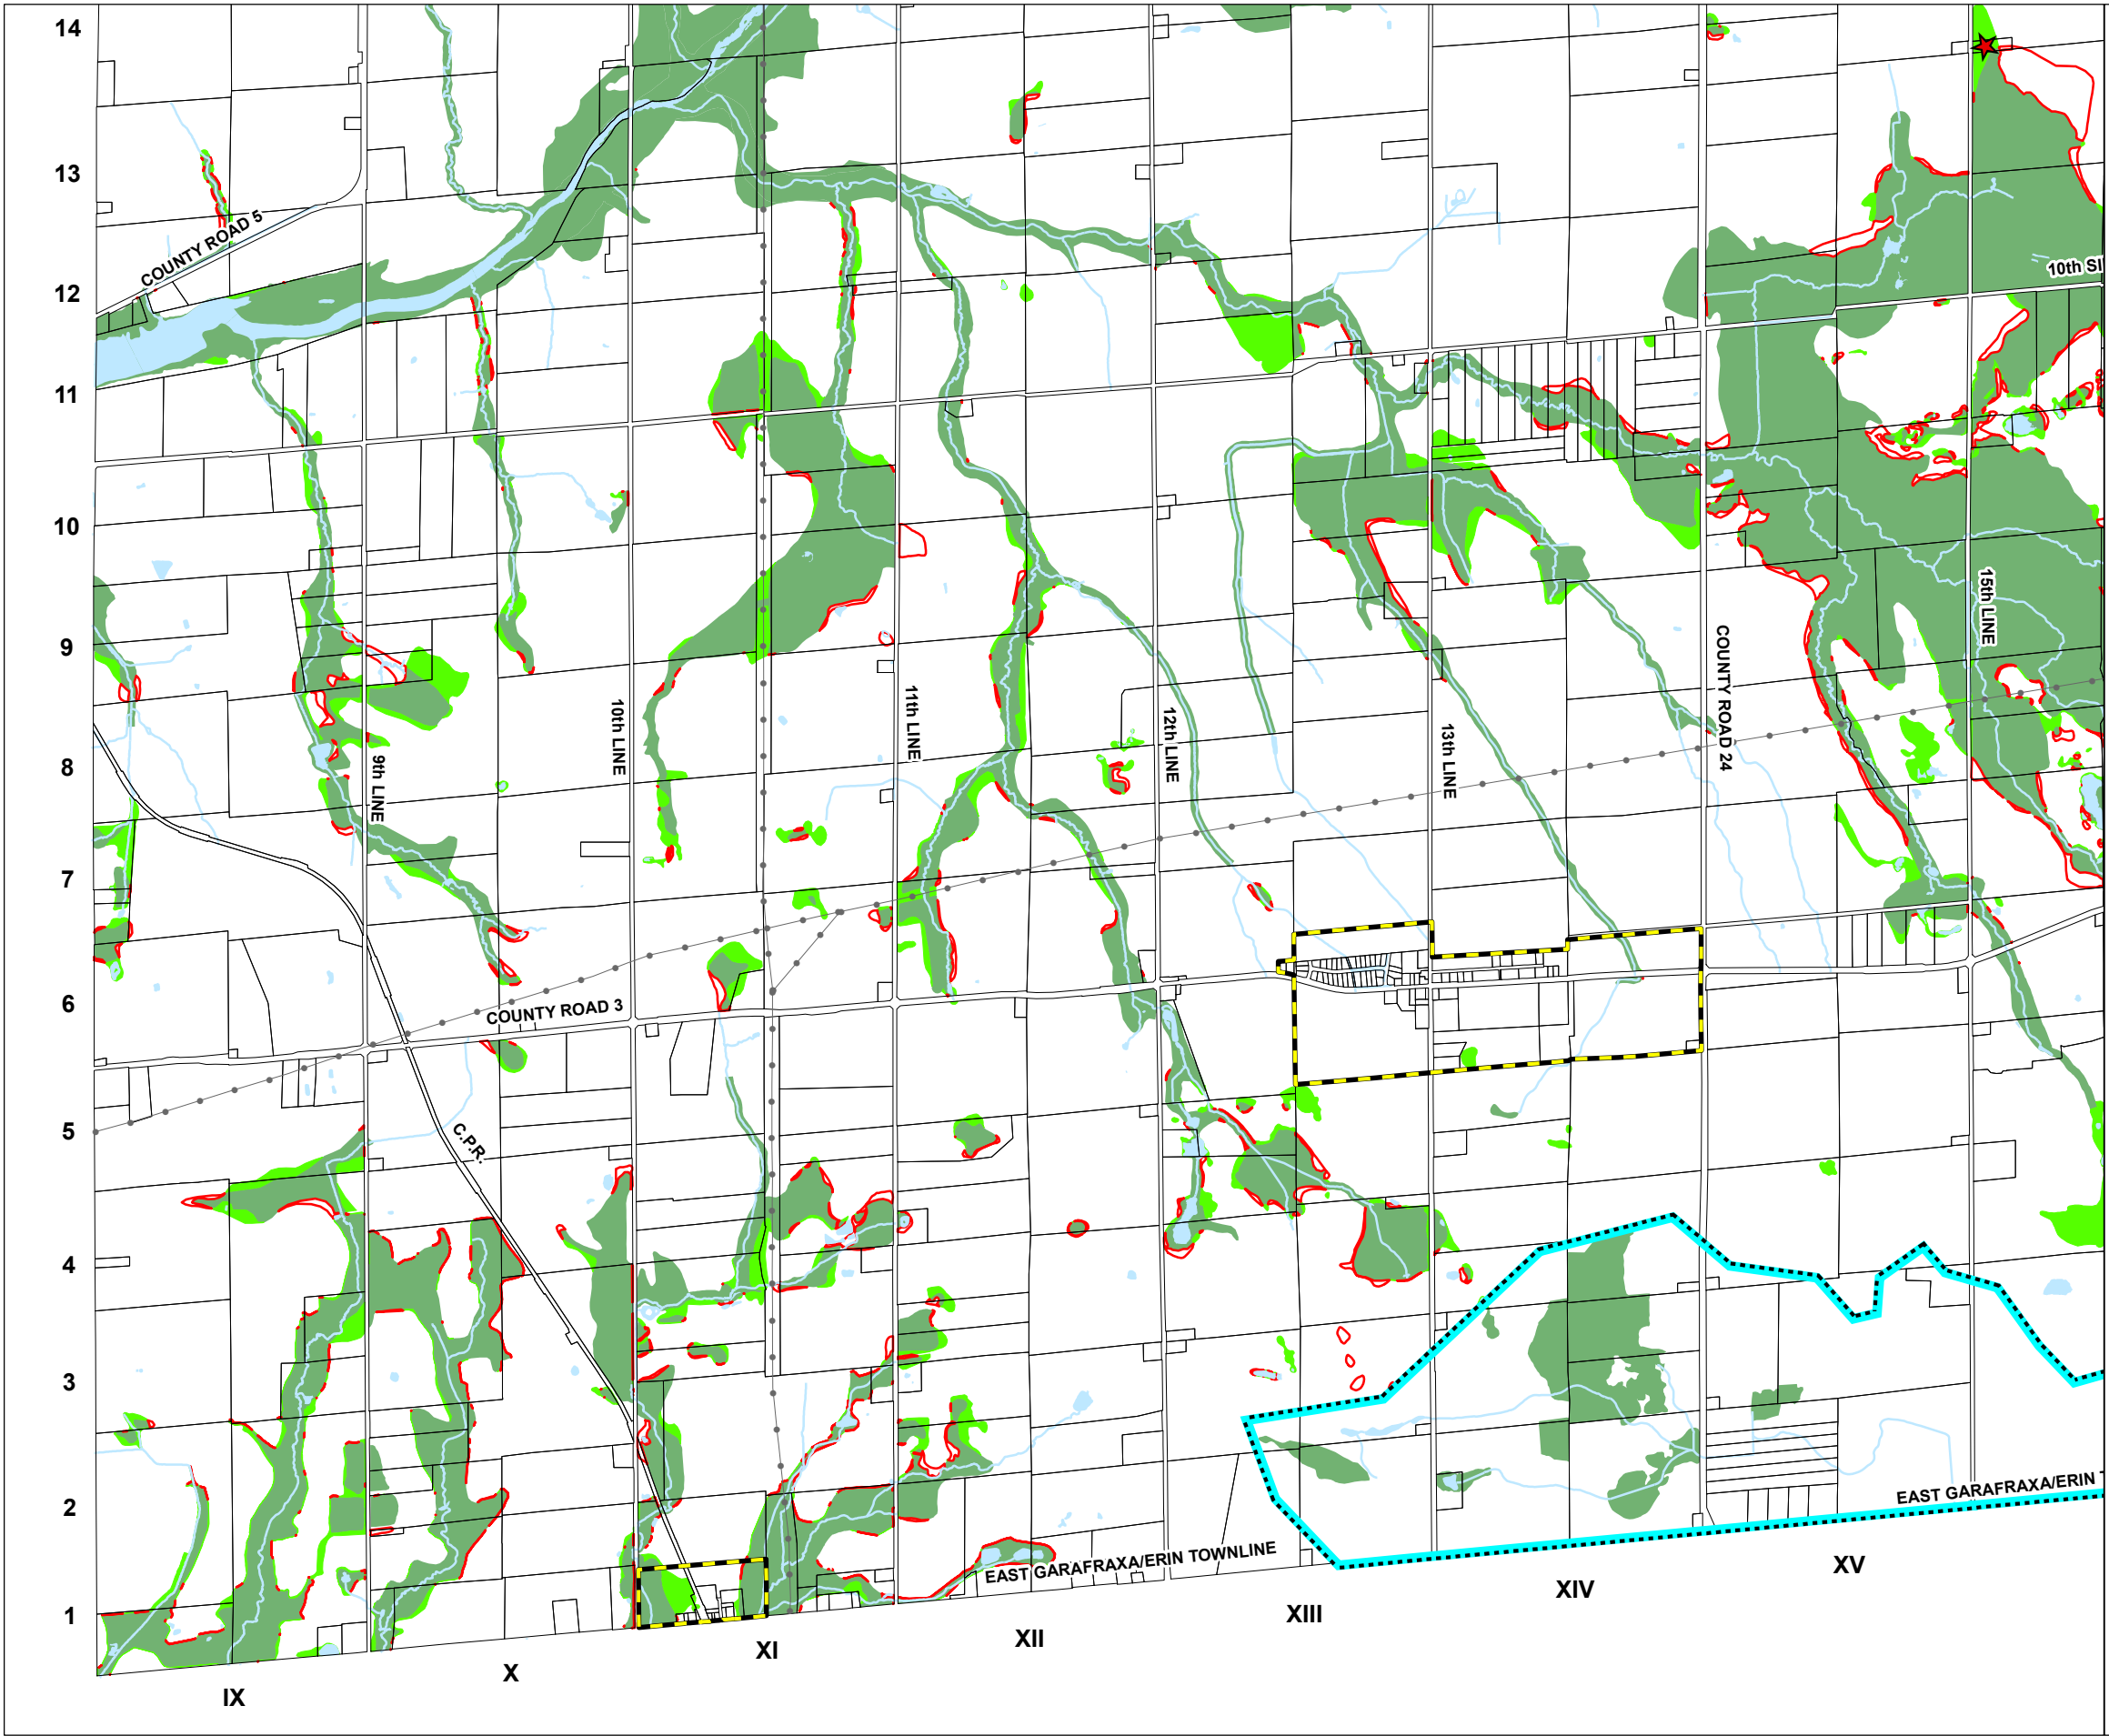 14
13
COUNTY ROAD 5
12
10th SI
11
10
15th LINE
9
COUNTY ROAD 24
10th LINE
11th LINE
12th LINE
13th LINE
9th LINE
8
7
6
COUNTY ROAD 3
5
C.P.R.
4
3
2
EAST GARAFRAXA/ERIN T
EAST GARAFRAXA/ERIN TOWNLINE
1
IX
X
XI
XII
XIII
XIV
XV